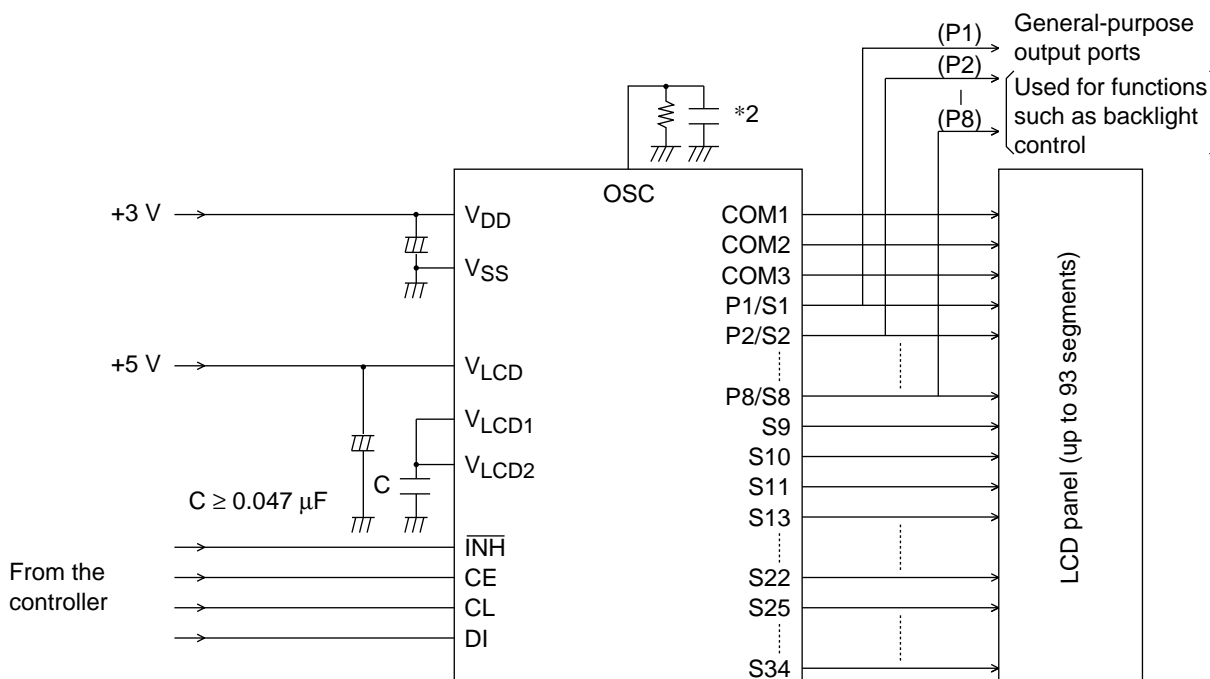 (P1)
General-purpose
output ports
(P2)
(P8)
Used for functions
such as backlight
control
*2
OSC
+3 V
VDD
VSS
+5 V
VLCD
VLCD1
VLCD2
C
C ≥ 0.047 μF
From the
controller
INH
CE
CL
DI
COM1
COM2
COM3
P1/S1
P2/S2
P8/S8
S9
S10
S11
S13
S22
S25
S34
LCD panel (up to 93 segments)